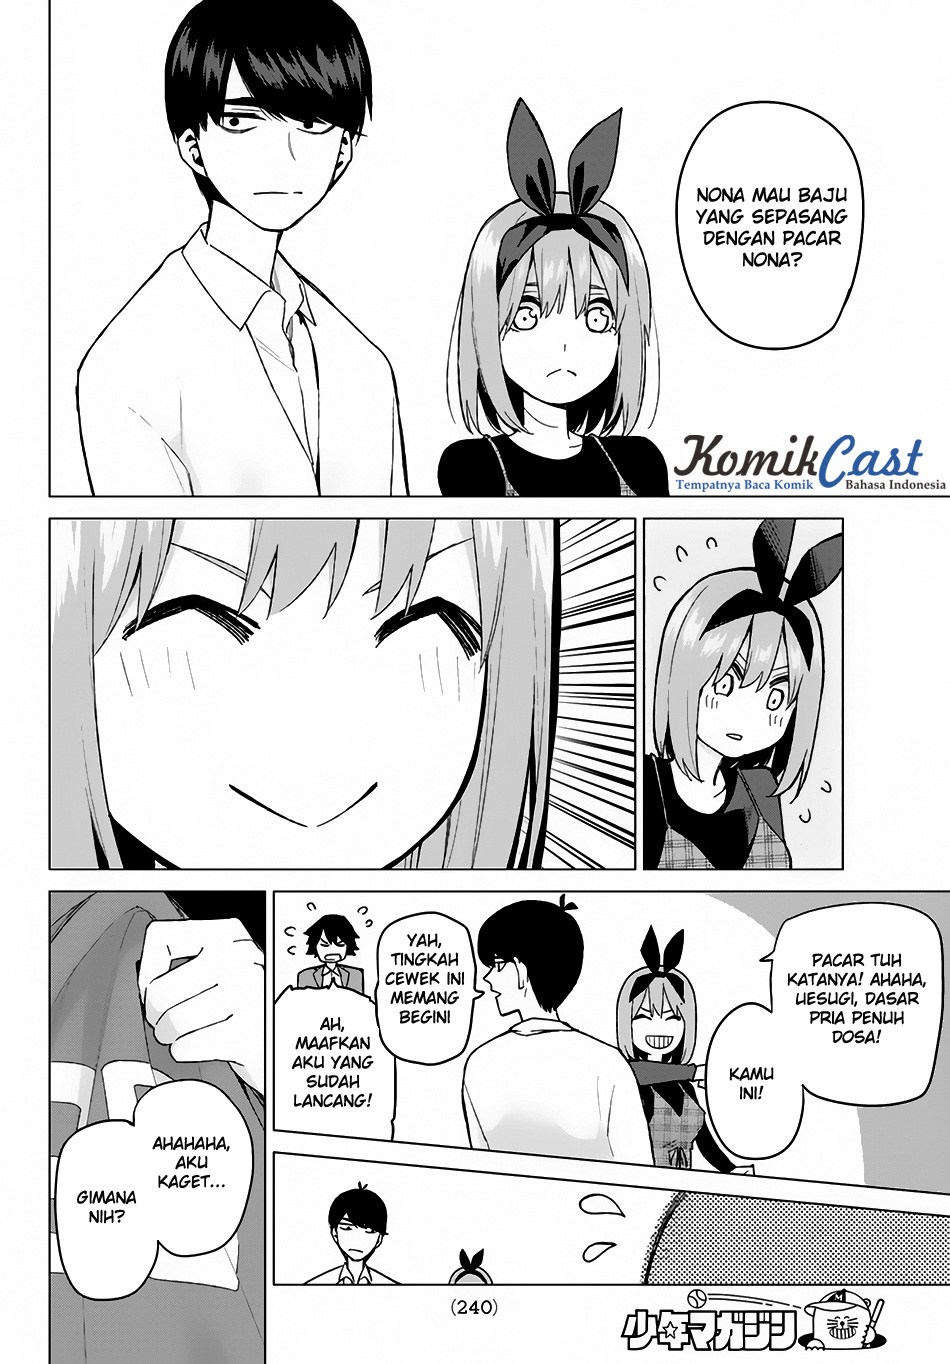 NONA MAU BAJU
YANG SEPASANG
DENGAN PACAR
NONA?
KomikCast
Tempatnya Baca Komik Bahasa Indonesia
PACAR TUH
KATANYA! AHAHA,
UESUGI, DASAR
PRIA PENUH
DOSA!
KAMU
INI!
YAH,
TINGKAH
CEWEK INI
MEMANG
BEGINI
AH,
MAAFKAN
AKU YANG
SUDAH
LANCANG!
AHAHAHA,
AKU
KAGET...
GIMANA
NIH?
(240)
少年マガジン
M